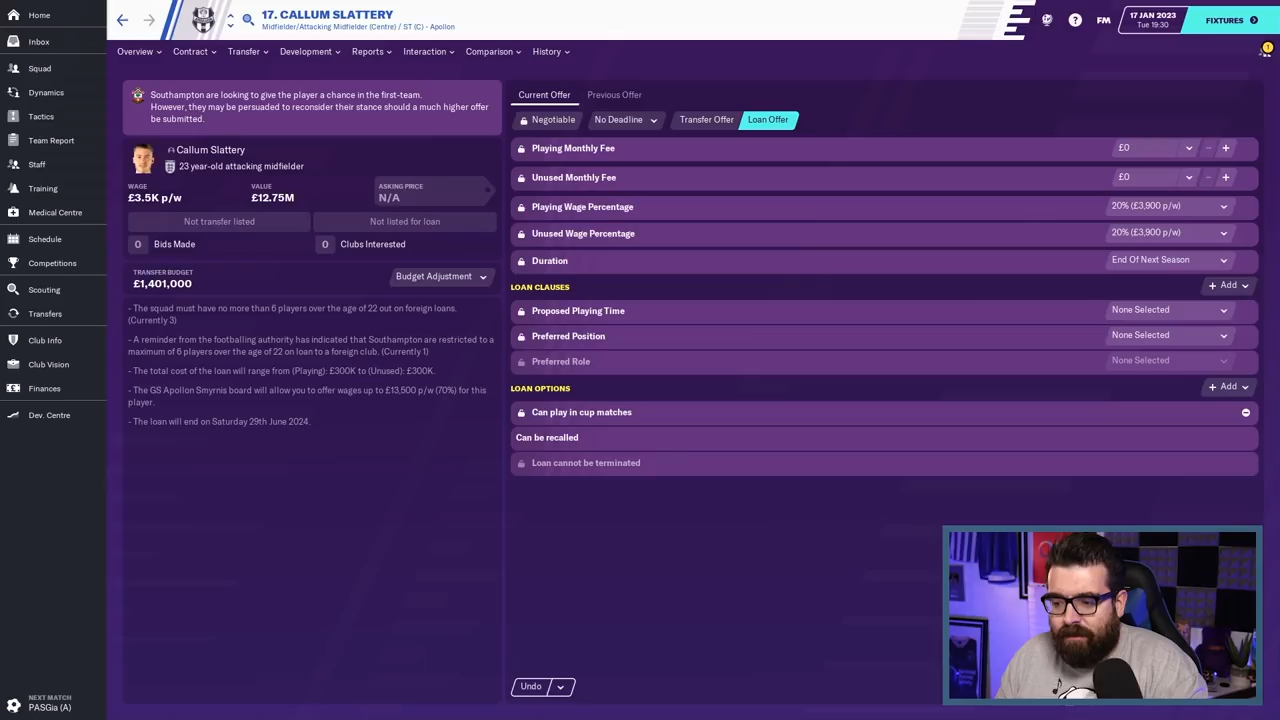 Home
Inbox
Squad
Dynamics
Tactics
Team Report
Staff
Training
Medical Centre
Schedule
Competitions
Scouting
Transfers
Club Info
Club Vision
Finances
Dev. Centre
NEXT MATCH
PASGia (A)
17. CALLUM SLATTERY
Midfielder/Attacking Midfielder (Centre) / ST (C) - Apollon
FM
17 JAN 2023
Tue 19:30
FIXTURES
Overview
Contract
Transfer
Development
Reports
Interaction
Comparison
History
1
Southampton are looking to give the player a chance in the first-team.
However, they may be persuaded to reconsider their stance should a much higher offer
be submitted.
Callum Slattery
23 year-old attacking midfielder
WAGE
£3.5K p/w
VALUE
£12.75M
ASKING PRICE
N/A
Not transfer listed
Not listed for loan
0 Bids Made
0 Clubs Interested
TRANSFER BUDGET
£1,401,000
Budget Adjustment
- The squad must have no more than 6 players over the age of 22 out on foreign loans.
(Currently 3)
- A reminder from the footballing authority has indicated that Southampton are restricted to a
maximum of 6 players over the age of 22 on loan to a foreign club. (Currently 1)
- The total cost of the loan will range from (Playing): £300K to (Unused): £300K.
- The GS Apollon Smyrnis board will allow you to offer wages up to £13,500 p/w (70%) for this
player.
- The loan will end on Saturday 29th June 2024.
Current Offer
Previous Offer
Negotiable
No Deadline
Transfer Offer
Loan Offer
Playing Monthly Fee £0
Unused Monthly Fee £0
Playing Wage Percentage 20% (£3,900 p/w)
Unused Wage Percentage 20% (£3,900 p/w)
Duration End Of Next Season
LOAN CLAUSES
+ Add
Proposed Playing Time None Selected
Preferred Position None Selected
Preferred Role None Selected
LOAN OPTIONS
+ Add
Can play in cup matches
Can be recalled
Loan cannot be terminated
Undo